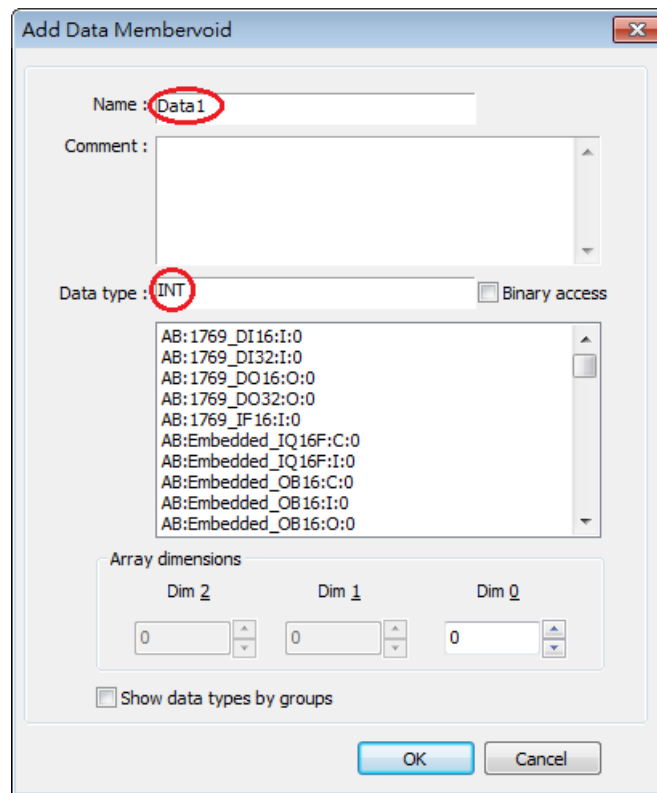 Add Data Membervoid
Name : Data1
Comment :
Data type : INT
Binary access
AB:1769_DI16:I:0
AB:1769_DI32:I:0
AB:1769_DO16:O:0
AB:1769_DO32:O:0
AB:1769_IF16:I:0
AB:Embedded_IQ16F:C:0
AB:Embedded_IQ16F:I:0
AB:Embedded_OB16:C:0
AB:Embedded_OB16:I:0
AB:Embedded_OB16:O:0
Array dimensions
Dim 2 Dim 1 Dim 0
0 0 0
Show data types by groups
OK Cancel